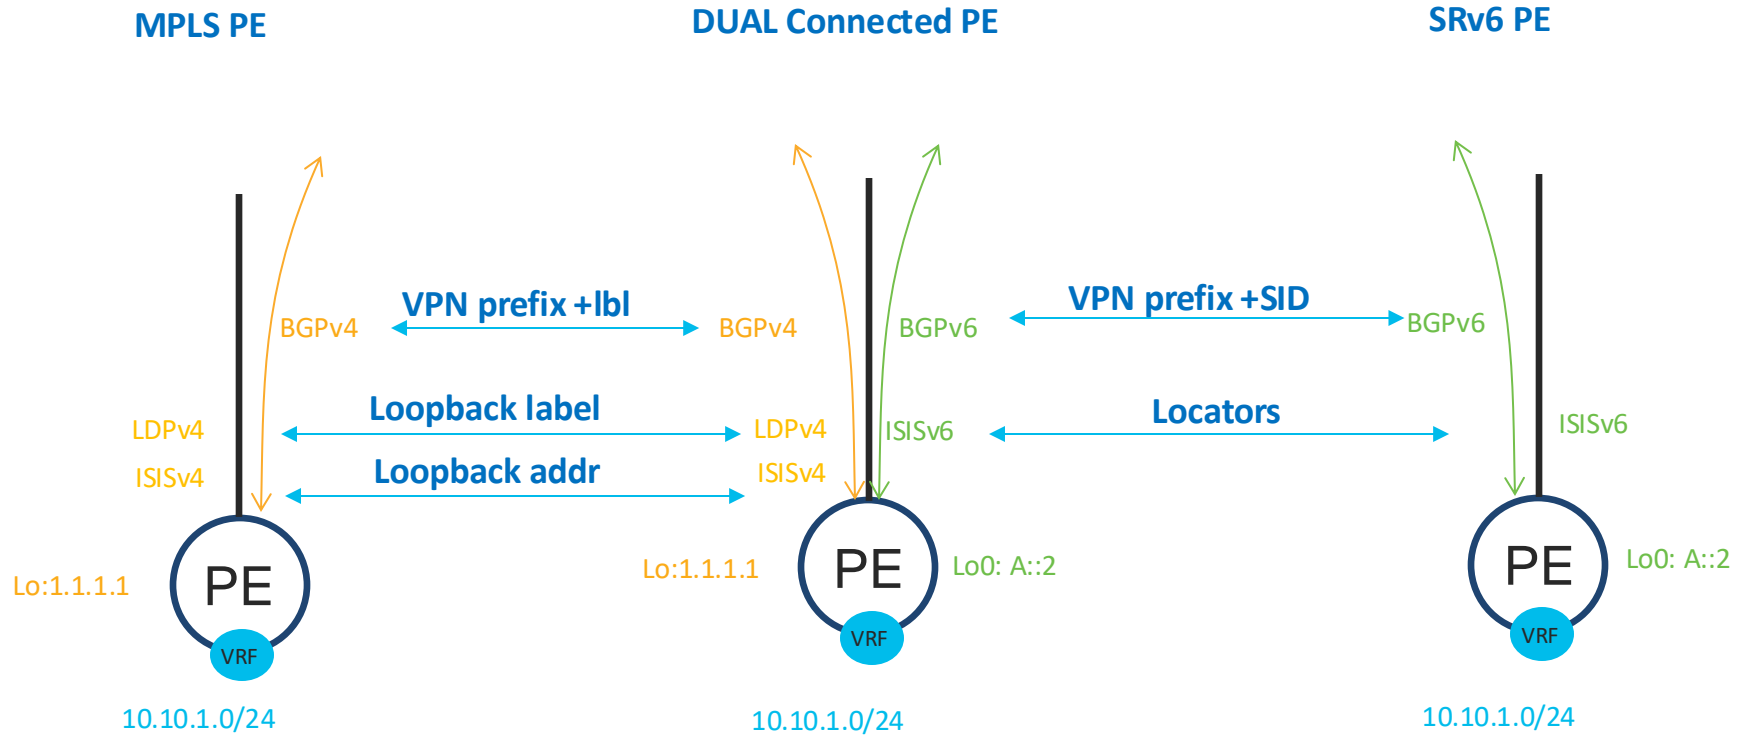 MPLS PE
DUAL Connected PE
SRv6 PE
VPN prefix +lbl
VPN prefix +SID
BGPv4
BGPv4
BGPv6
BGPv6
Loopback label
Locators
LDPv4
LDPv4
ISISv6
ISISv6
Loopback addr
ISISv4
ISISv4
Lo:1.1.1.1
PE
Lo:1.1.1.1
PE
Lo0: A::2
PE
Lo0: A::2
VRF
VRF
VRF
10.10.1.0/24
10.10.1.0/24
10.10.1.0/24